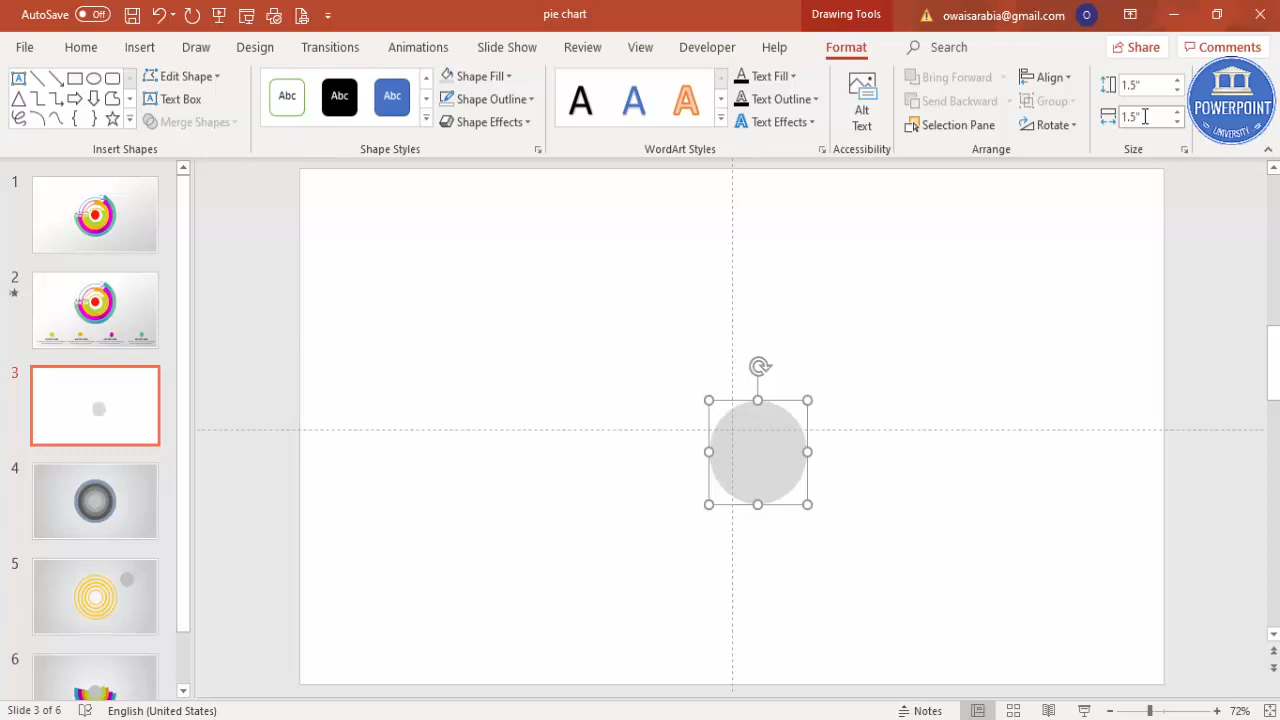 AutoSave Off
pie chart
Drawing Tools
owaisarabia@gmail.com O
File Home Insert Draw Design Transitions Animations Slide Show Review View Developer Help Format Search Share Comments
Edit Shape
Text Box
Merge Shapes
Insert Shapes
Abc Abc Abc
Shape Fill
Shape Outline
Shape Effects
Shape Styles
A A A
Text Fill
Text Outline
Text Effects
WordArt Styles
Alt
Text
Accessibility
Bring Forward
Send Backward
Selection Pane
Align
Group
Rotate
Arrange
1.5"
1.5"
Size
POWERPOINT
UNIVERSITY
1
2
3
4
5
6
Slide 3 of 6 English (United States) Notes 72%